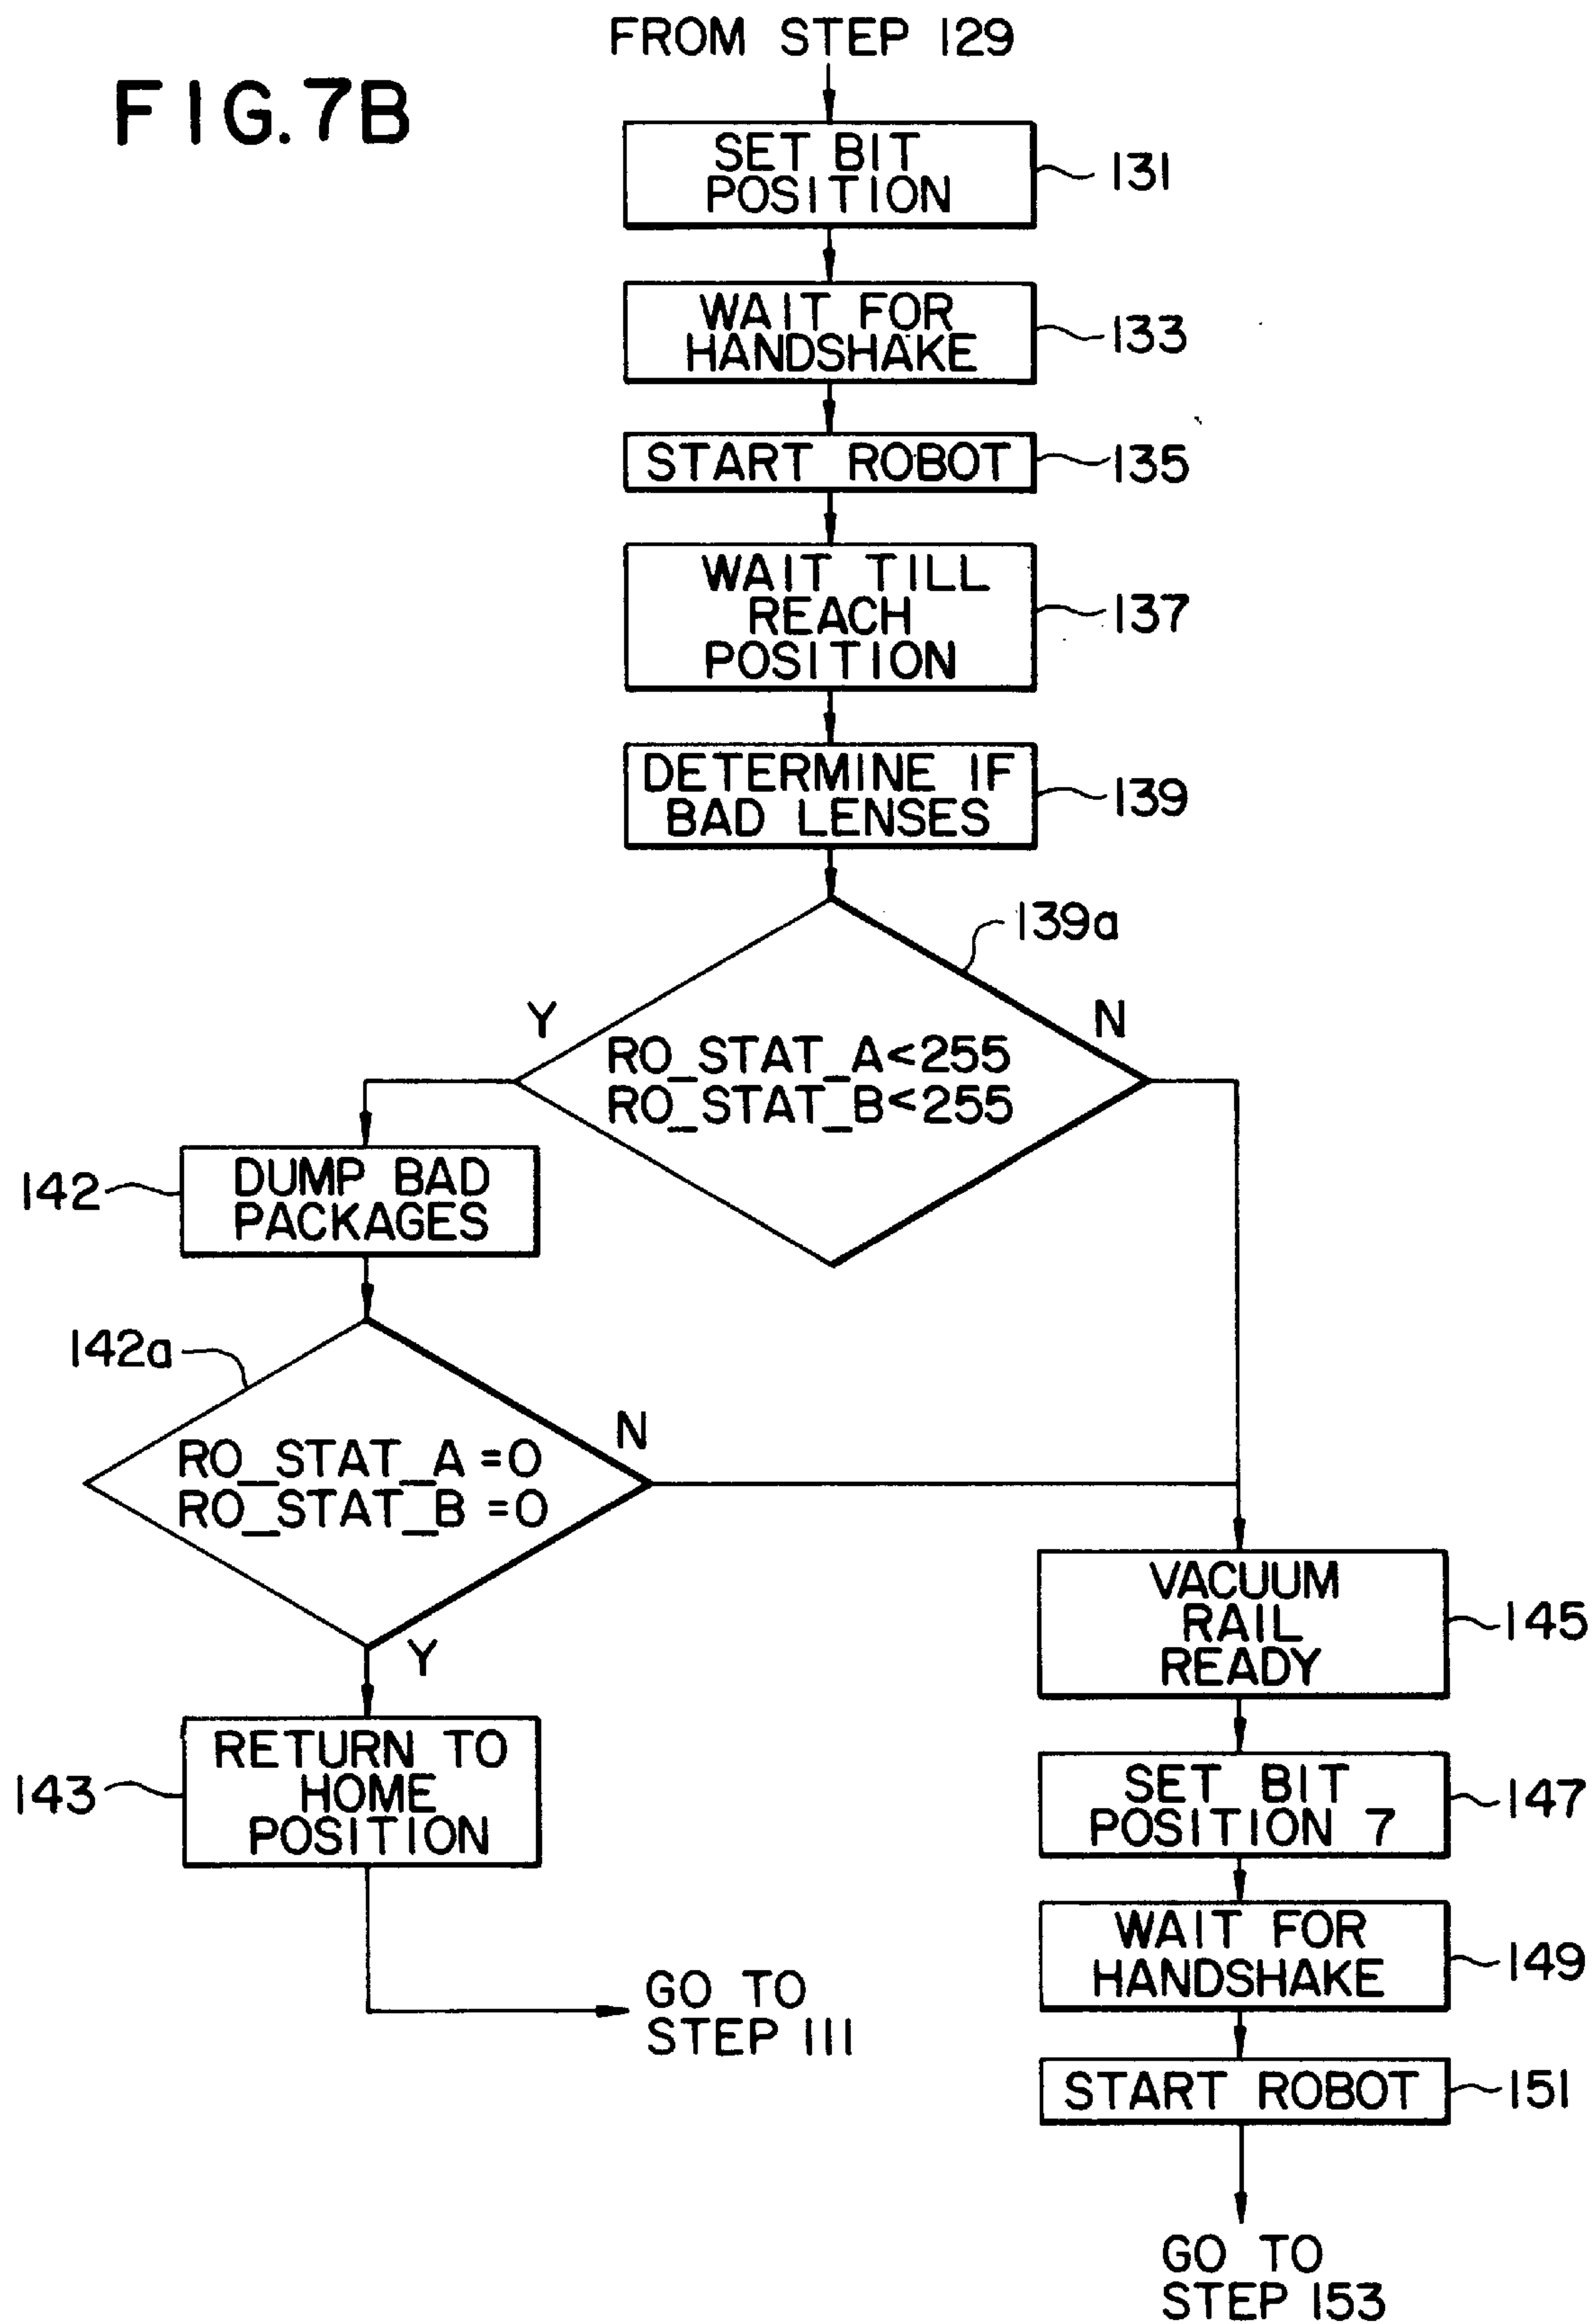 FROM STEP 129
FIG. 7B
SET BIT
POSITION
131
WAIT FOR
HANDSHAKE
133
START ROBOT
135
WAIT TILL
REACH
POSITION
137
DETERMINE IF
BAD LENSES
139
139a
Y
N
RO_STAT_A<255
RO_STAT_B<255
142
DUMP BAD
PACKAGES
142a
N
RO_STAT_A=0
RO_STAT_B=0
Y
143
RETURN TO
HOME
POSITION
GO TO
STEP 111
VACUUM
RAIL
READY
145
SET BIT
POSITION 7
147
WAIT FOR
HANDSHAKE
149
START ROBOT
151
GO TO
STEP 153